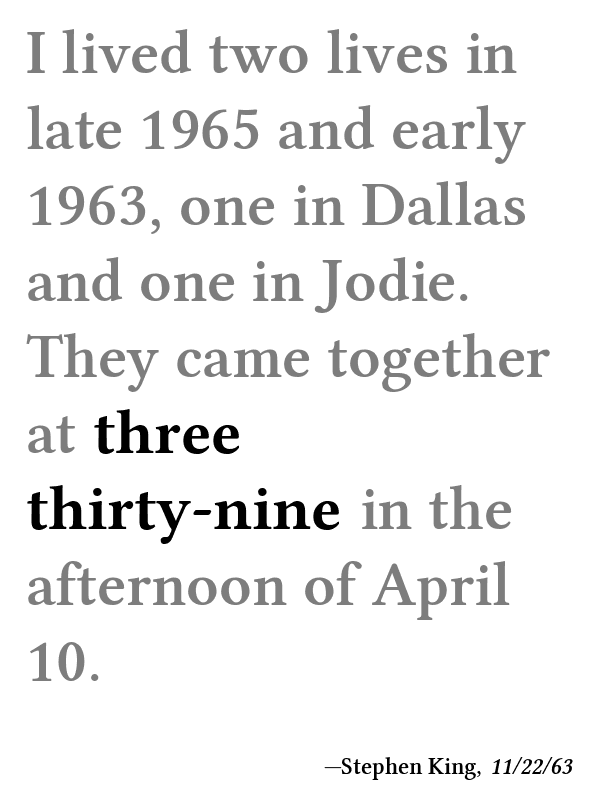 I lived two lives in
late 1965 and early
1963, one in Dallas
and one in Jodie.
They came together
at three
thirty-nine in the
afternoon of April
10.
—Stephen King, 11/22/63